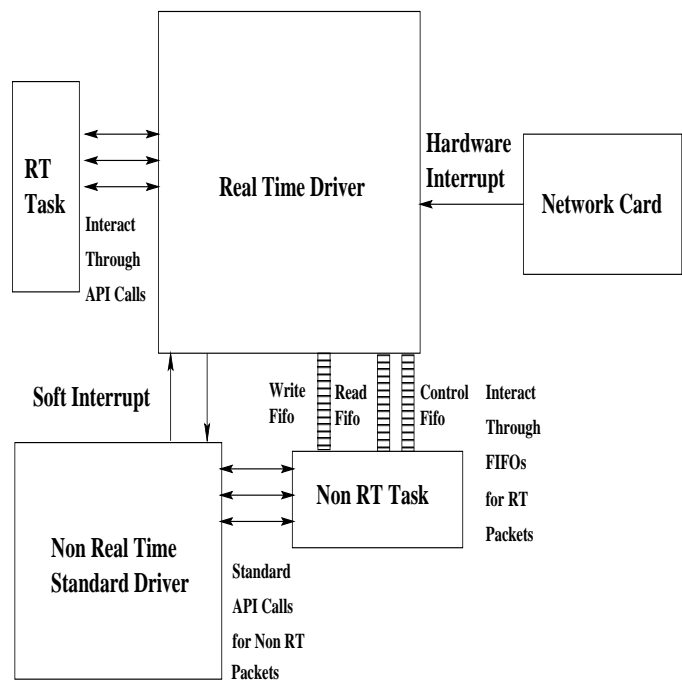 RT
Task
Interact
Through
API Calls
Real Time Driver
Hardware
Interrupt
Network Card
Soft Interrupt
Write
Fifo
Read
Fifo
Control
Fifo
Interact
Through
FIFOs
for RT
Packets
Non RT Task
Non Real Time
Standard Driver
Standard
API Calls
for Non RT
Packets